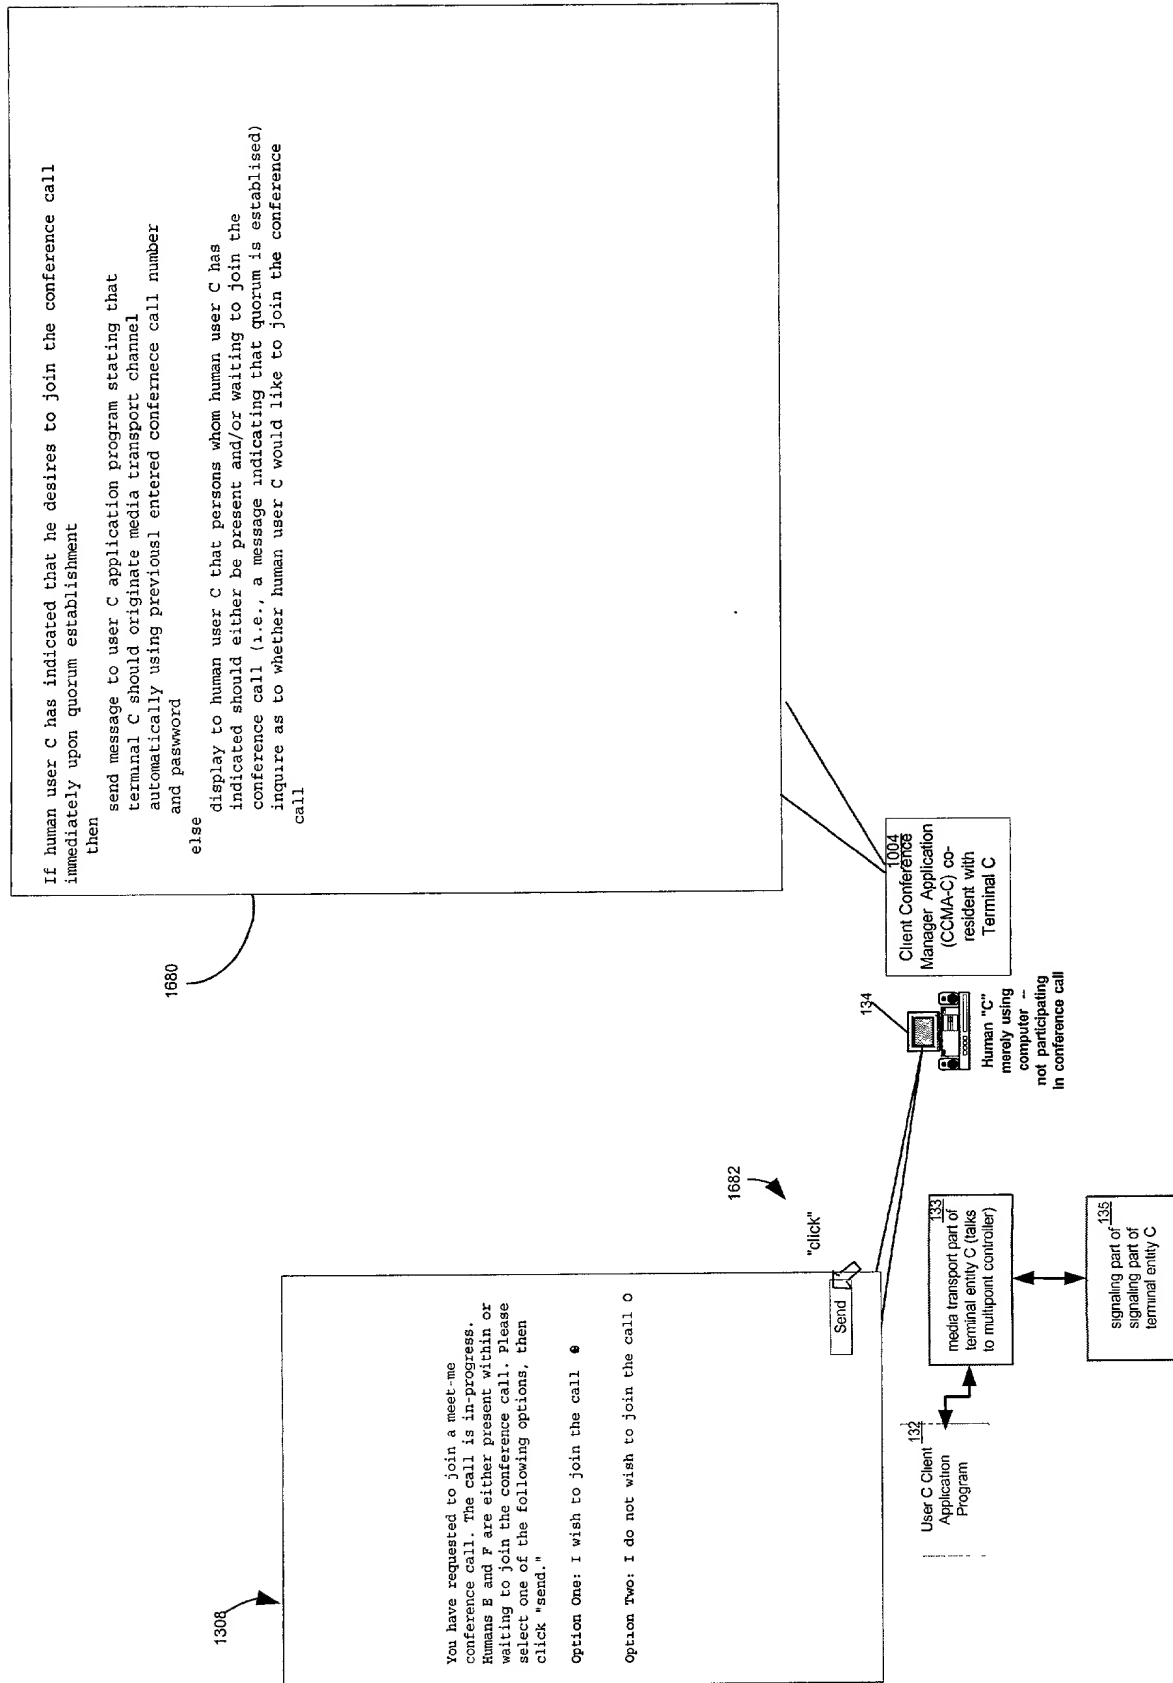 If human user C has indicated that he desires to join the conference call
immediately upon quorum establishment
then
send message to user C application program stating that
terminal C should originate media transport channel
automatically using previousl entered confernece call number
and paswword
else
display to human user C that persons whom human user C has
indicated should either be present and/or waiting to join the
conference call (i.e., a message indicating that quorum is establised)
inquire as to whether human user C would like to join the conference
call
1680
1308
You have requested to join a meet-me
conference call. The call is in-progress.
Humans E and F are either present within or
waiting to join the conference call. Please
select one of the following options, then
click "send."
Option One: I wish to join the call
Option Two: I do not wish to join the call O
Send
"click"
1682
134
Human "C"
merely using
computer --
not participating
in conference call
1004
Client Conference
Manager Application
(CCMA-C) co-
resident with
Terminal C
User C Client 132
Application
Program
133
media transport part of
terminal entity C (talks
to multipoint controller)
135
signaling part of
signaling part of
terminal entity C